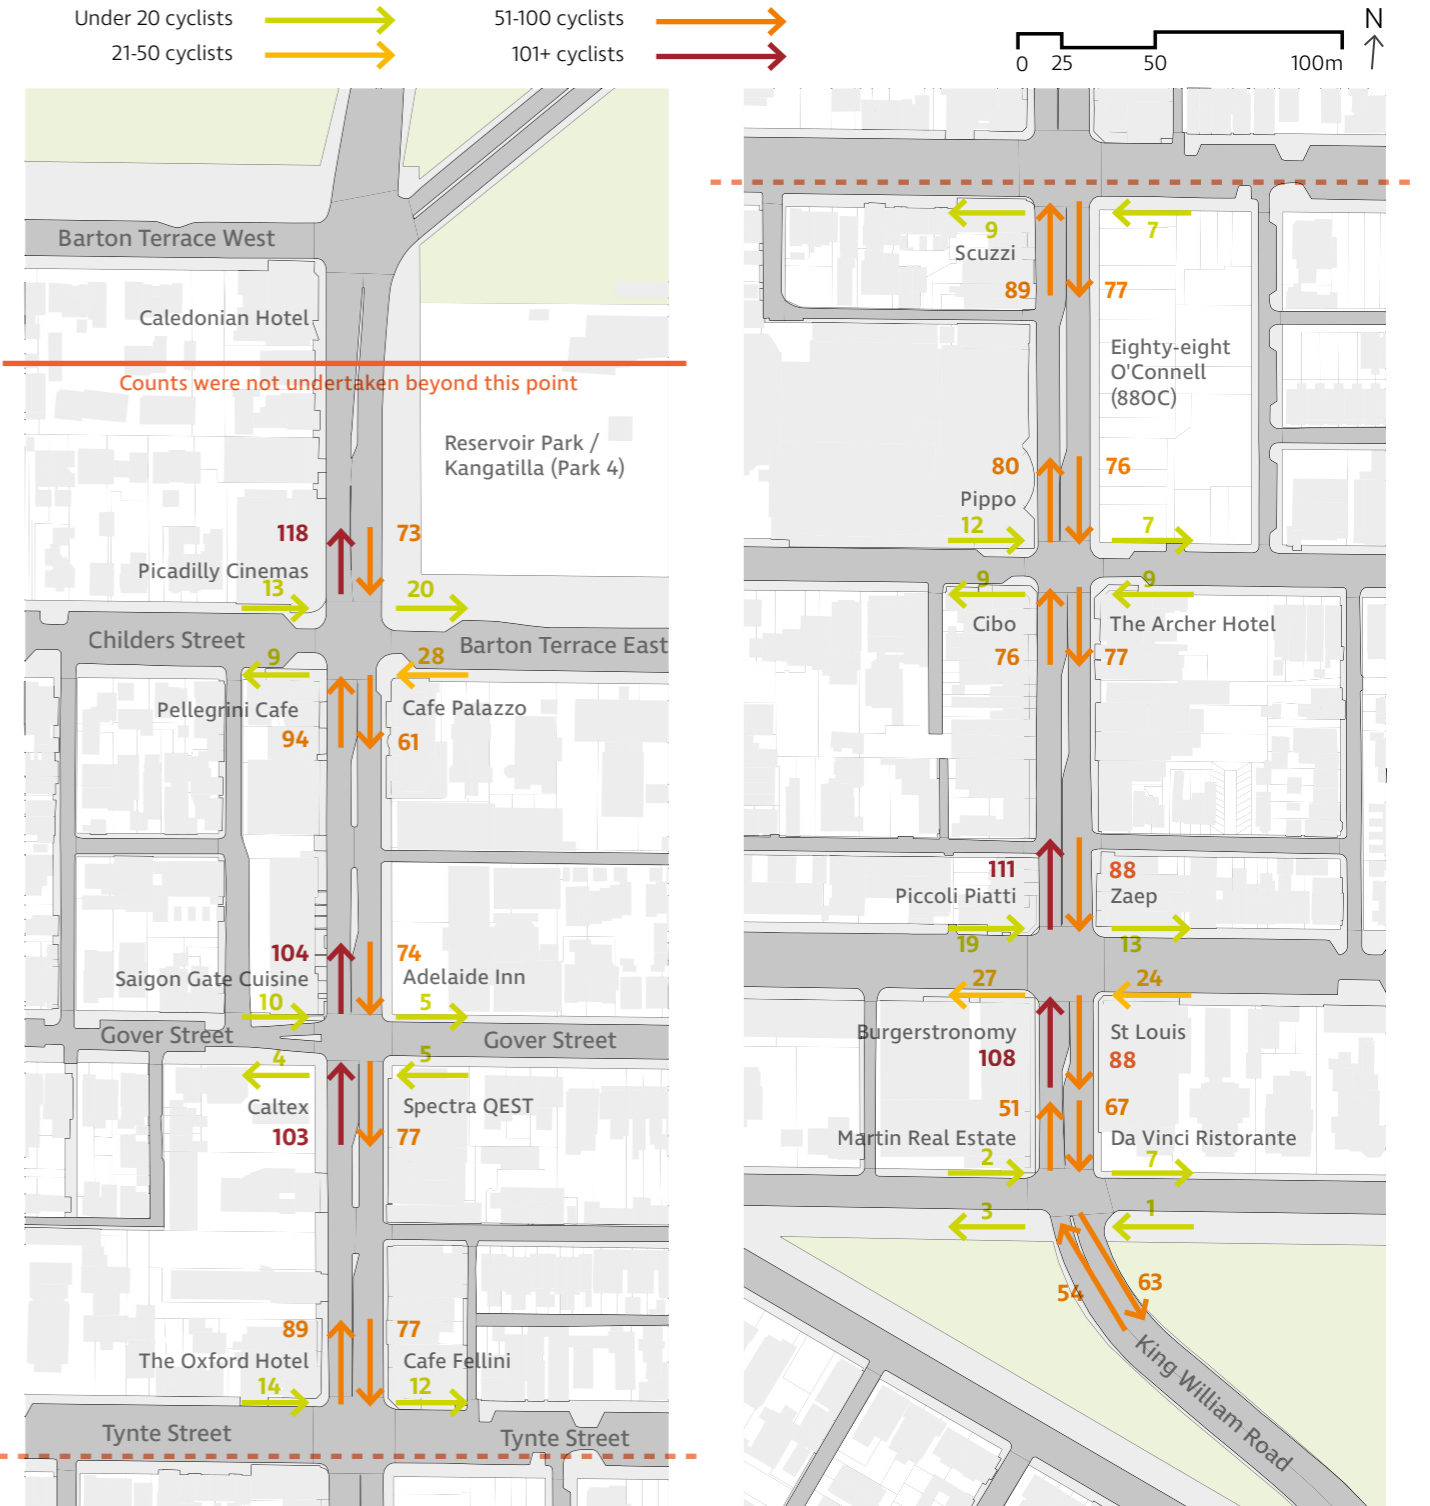 Under 20 cyclists
51-100 cyclists
21-50 cyclists
101+ cyclists
0 25 50 100m
N
Barton Terrace West
Caledonian Hotel
Counts were not undertaken beyond this point
Reservoir Park /
Kangatilla (Park 4)
118 73
Picadilly Cinemas
13 20
Childers Street
Barton Terrace East
9 28
Pellegrini Cafe
Cafe Palazzo
94 61
104 74
Saigon Gate Cuisine
Adelaide Inn
10 5
Gover Street
Gover Street
4 5
Caltex
Spectra QEST
103 77
89 77
The Oxford Hotel
Cafe Fellini
14 12
Tynte Street
Tynte Street
9 7
Scuzzi
89 77
Eighty-eight
O'Connell
(88OC)
80 76
Pippo
12 7
9 9
Cibo
The Archer Hotel
76 77
111 88
Piccoli Piatti
Zaep
19 13
27 24
Burgerstronomy
St Louis
108 88
51 67
Martin Real Estate
Da Vinci Ristorante
2 7
3 1
54 63
King William Road